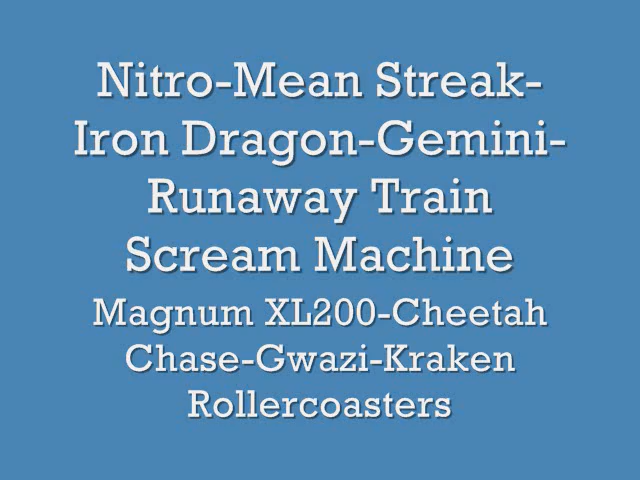 Nitro-Mean Streak-
Iron Dragon-Gemini-
Runaway Train
Scream Machine
Magnum XL200-Cheetah
Chase-Gwazi-Kraken
Rollercoasters